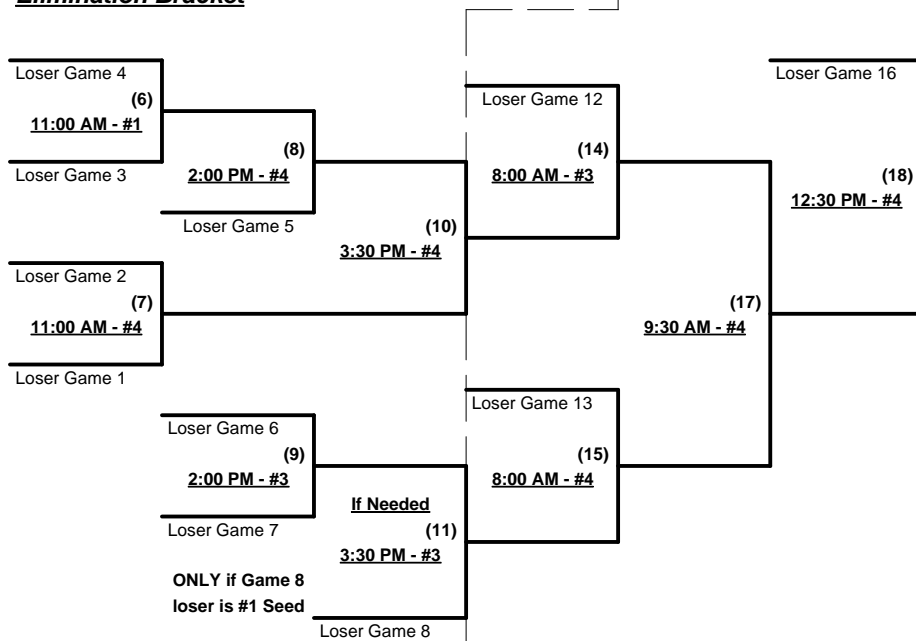 Elimination Bracket
Loser Game 4
(6)
11:00 AM - #1
Loser Game 3
(8)
2:00 PM - #4
Loser Game 5
Loser Game 2
(7)
11:00 AM - #4
Loser Game 1
(10)
3:30 PM - #4
Loser Game 6
(9)
2:00 PM - #3
Loser Game 7
If Needed
(11)
3:30 PM - #3
ONLY if Game 8
loser is #1 Seed
Loser Game 8
Loser Game 12
(14)
8:00 AM - #3
Loser Game 13
(15)
8:00 AM - #4
(17)
9:30 AM - #4
Loser Game 16
(18)
12:30 PM - #4